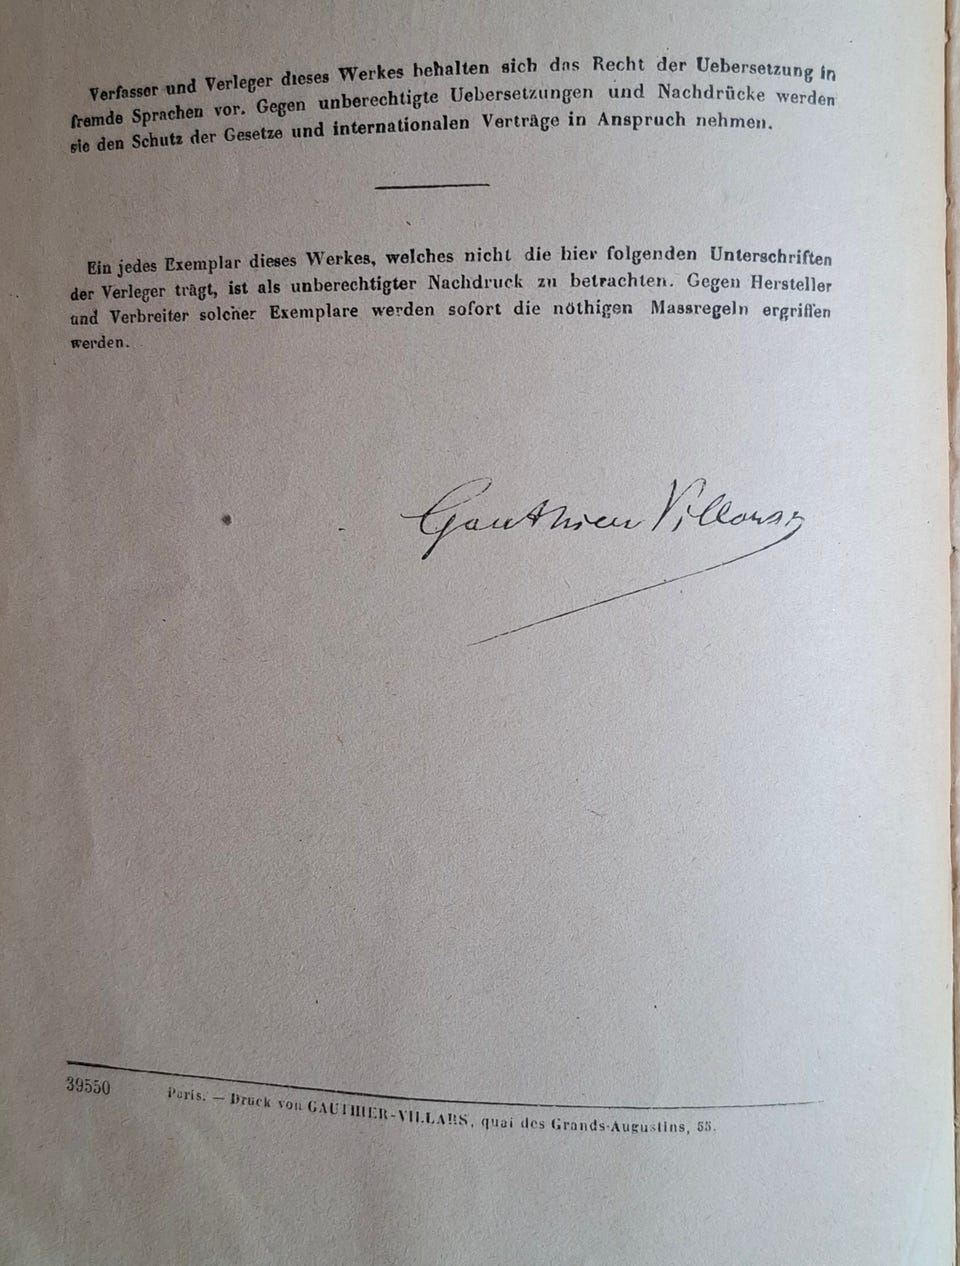 Verfasser und Verleger dieses Werkes behalten sich das Recht der Uebersetzung in
fremde Sprachen vor. Gegen unberechtigte Uebersetzungen und Nachdrücke werden
sie den Schutz der Gesetze und internationalen Verträge in Anspruch nehmen.
Ein jedes Exemplar dieses Werkes, welches nicht die hier folgenden Unterschriften
der Verleger trägt, ist als unberechtigter Nachdruck zu betrachten. Gegen Hersteller
und Verbreiter solcher Exemplare werden sofort die nöthigen Massregeln ergriffen
werden.
Gauthier Villars
39550 Paris. — Druck von GAUTHIER-VILLARS, quai des Grands-Augustins, 55.